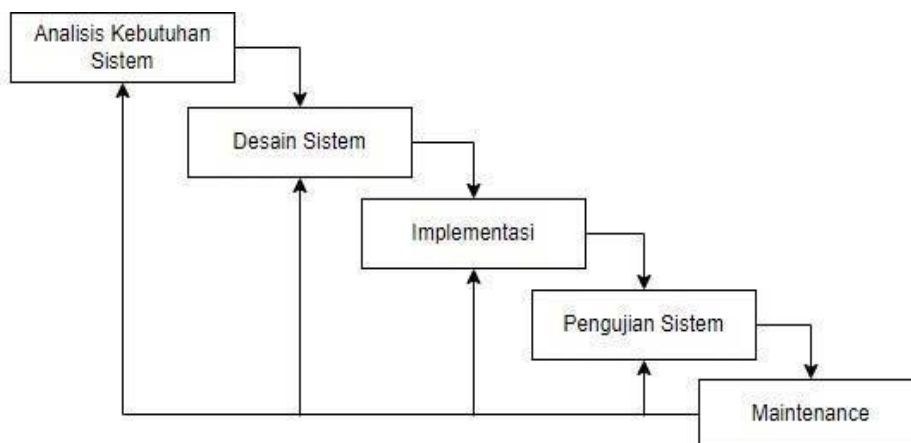 Analisis Kebutuhan
Sistem
Desain Sistem
Implementasi
Pengujian Sistem
Maintenance